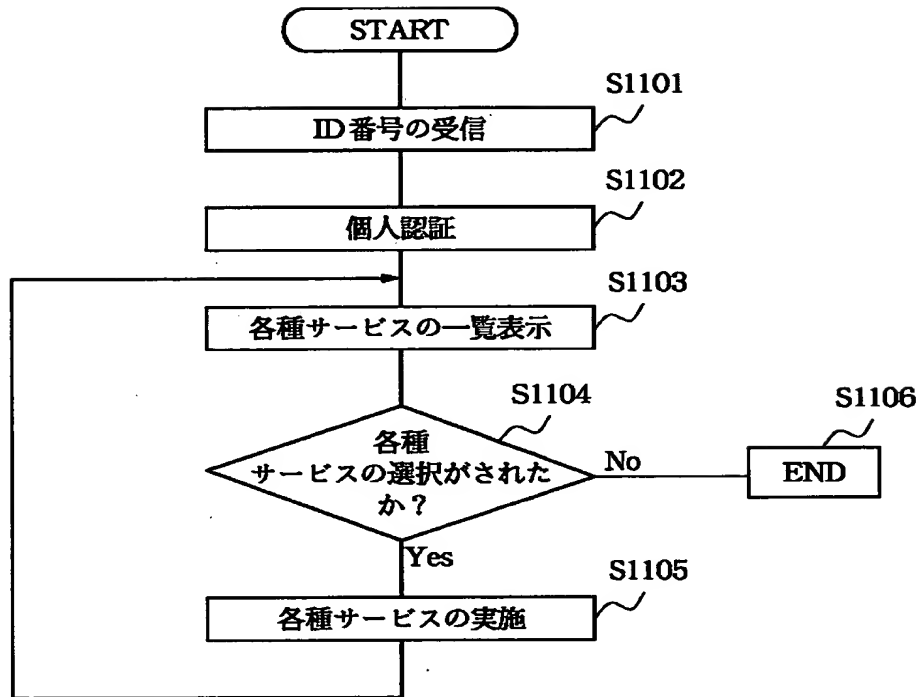 START
S1101
ID番号の受信
S1102
個人認証
S1103
各種サービスの一覧表示
S1104
各種
サービスの選択がされた
か？
No
S1106
END
Yes
S1105
各種サービスの実施